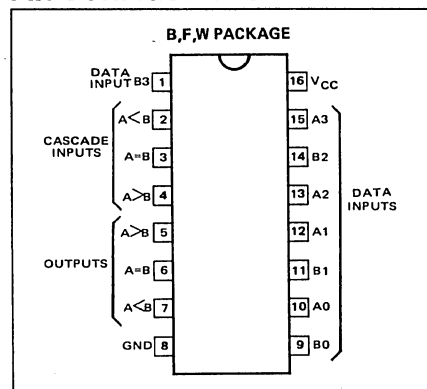 B,F,W PACKAGE
DATA
INPUT B3 1
16 VCC
A<B 2
15 A3
CASCADE
INPUTS
A=B 3
14 B2
A>B 4
13 A2
DATA
INPUTS
A>B 5
12 A1
OUTPUTS
A=B 6
11 B1
A<B 7
10 A0
GND 8
9 B0